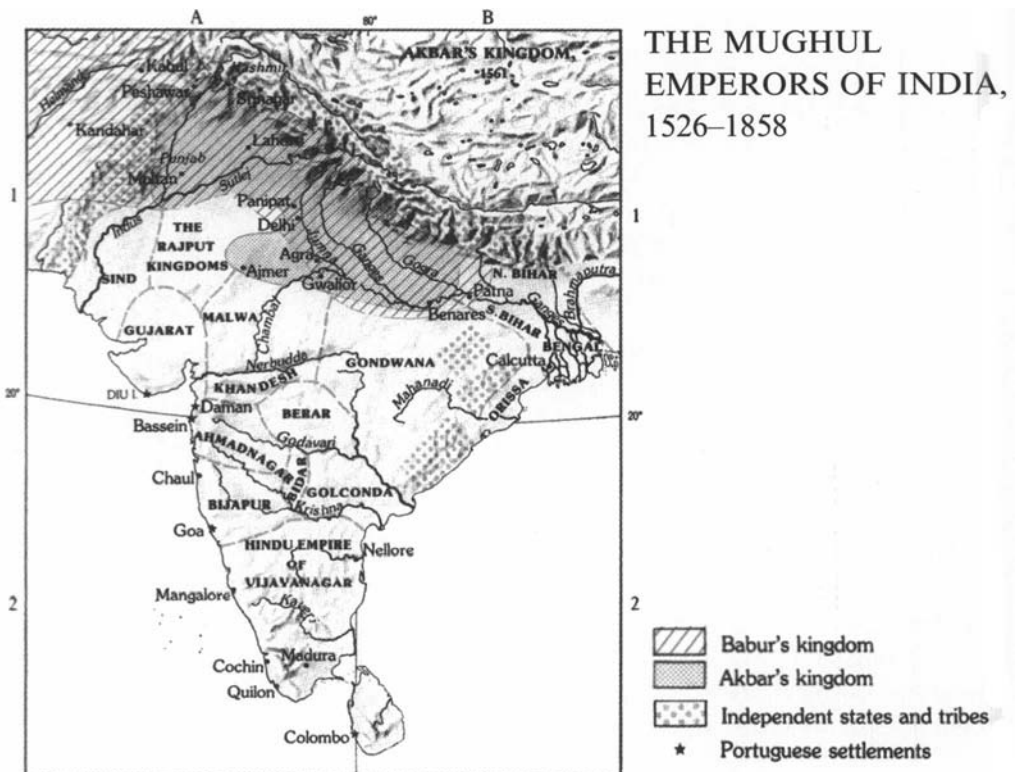 A
80°
B
THE MUGHUL
EMPERORS OF INDIA,
1526–1858
AKBAR'S KINGDOM,
1561
Kabul
Kashmir
Helmand
Peshawar
Srinagar
Kandahar
Lahore
Punjab
Multan
Sutlej
1
Panipat
1
Indus
THE
RAJPUT
KINGDOMS
Delhi
Jumna
Ganges
Gogra
Agra
SIND
Ajmer
Gwalior
N. BIHAR
Brahmaputra
Patna
Benares
S. BIHAR
Ganges
GUJARAT
MALWA
Chambal
BENGAL
Calcutta
Nerbudda
GONDWANA
DIU I.
KHANDESH
Mahanadi
ORISSA
20°
Daman
BERAR
20°
Bassein
AHMADNAGAR
Godavari
BIDAR
Chaul
BIJAPUR
GOLCONDA
Krishna
Goa
HINDU EMPIRE
OF
VIJAVANAGAR
Nellore
Mangalore
2
2
Cochin
Madura
Quilon
Colombo
Babur's kingdom
Akbar's kingdom
Independent states and tribes
Portuguese settlements